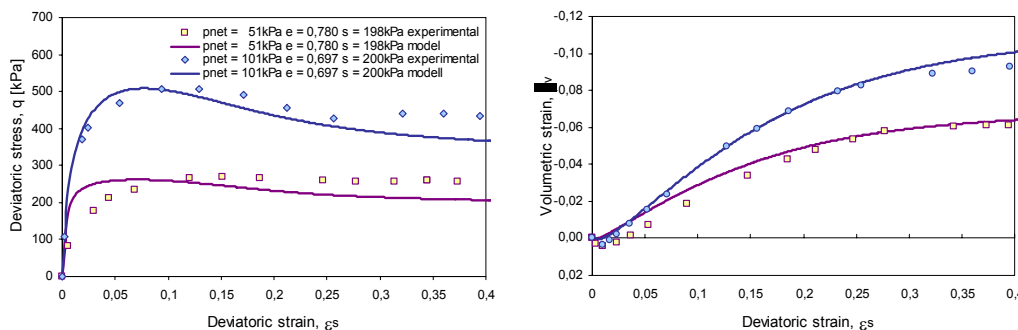 700
600
500
400
300
200
100
0
Deviatoric stress, q [kPa]
pnet = 51kPa e = 0,780 s = 198kPa experimental
pnet = 51kPa e = 0,780 s = 198kPa model
pnet = 101kPa e = 0,697 s = 200kPa experimental
pnet = 101kPa e = 0,697 s = 200kPa modell
0 0,05 0,1 0,15 0,2 0,25 0,3 0,35 0,4
Deviatoric strain, εs
-0,12
-0,10
-0,08
-0,06
-0,04
-0,02
0,00
0,02
Volumetric strain, v
0 0,05 0,1 0,15 0,2 0,25 0,3 0,35 0,4
Deviatoric strain, εs